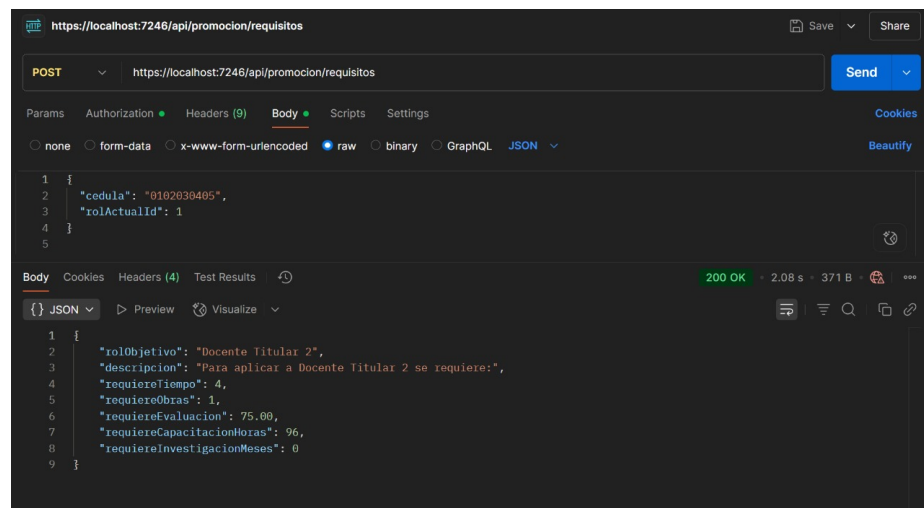 HTTP https://localhost:7246/api/promocion/requisitos Save Share
POST https://localhost:7246/api/promocion/requisitos Send
Params Authorization Headers (9) Body Scripts Settings Cookies
none form-data x-www-form-urlencoded raw binary GraphQL JSON Beautify
1 {
2 "cedula": "0102030405",
3 "rolActualId": 1
4 }
5
Body Cookies Headers (4) Test Results 200 OK 2.08 s 371 B
{} JSON Preview Visualize
1 {
2 "rolObjetivo": "Docente Titular 2",
3 "descripcion": "Para aplicar a Docente Titular 2 se requiere:",
4 "requiereTiempo": 4,
5 "requiereObras": 1,
6 "requiereEvaluacion": 75.00,
7 "requiereCapacitacionHoras": 96,
8 "requiereInvestigacionMeses": 0
9 }